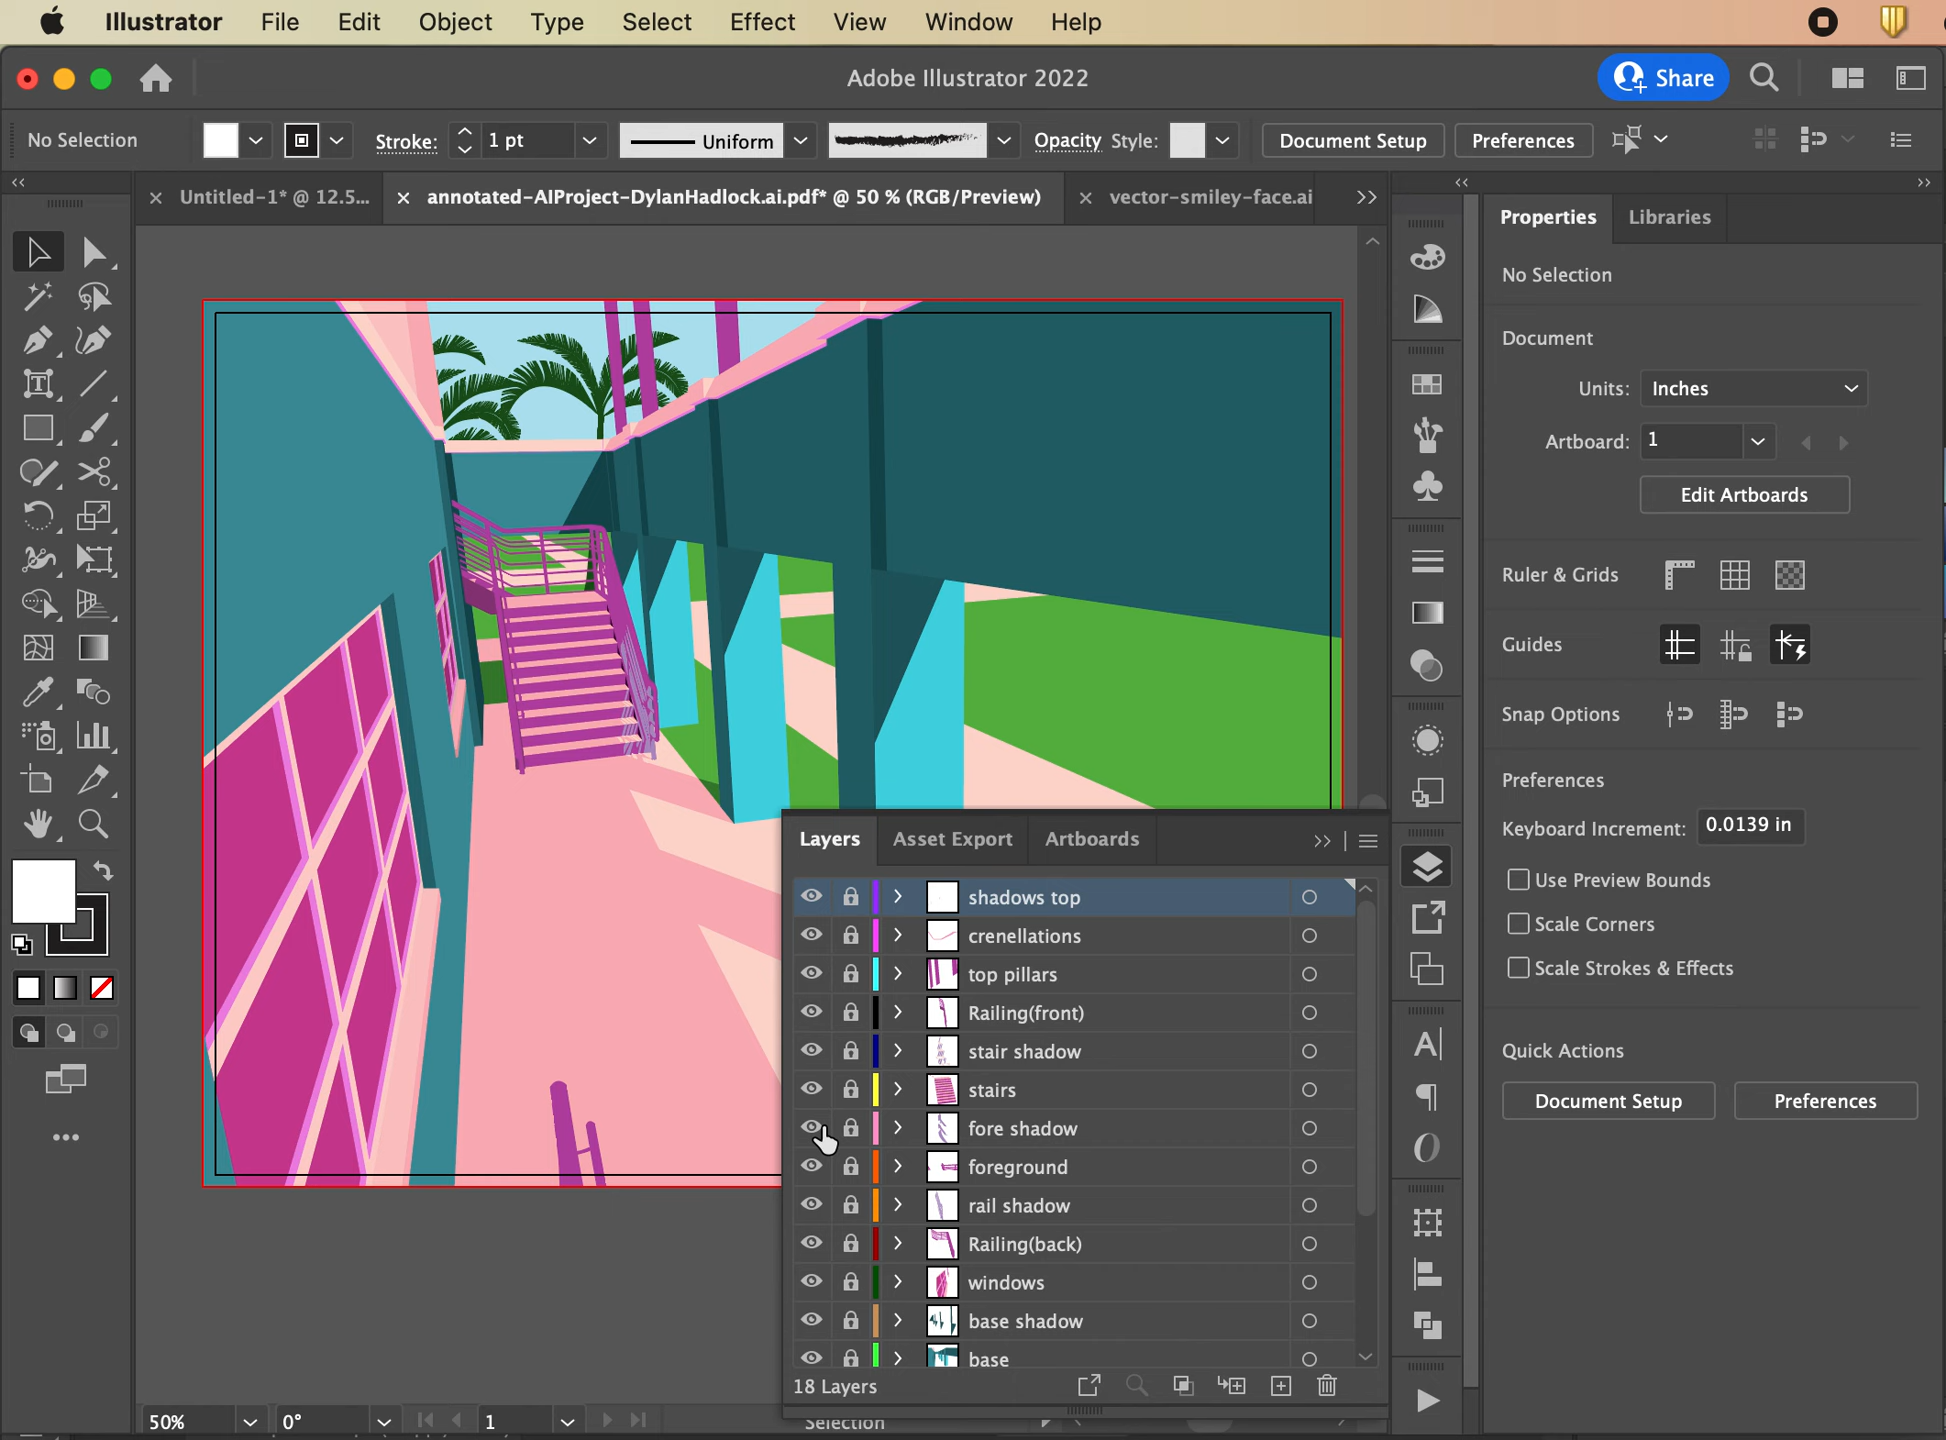 Illustrator File Edit Object Type Select Effect View Window Help
Adobe Illustrator 2022
Share
No Selection
Stroke: 1 pt
Uniform
Opacity Style:
Document Setup
Preferences
Untitled-1* @ 12.5...
annotated-AIProject-DylanHadlock.ai.pdf* @ 50 % (RGB/Preview)
vector-smiley-face.ai
Properties
Libraries
No Selection
Document
Units: Inches
Artboard: 1
Edit Artboards
Ruler & Grids
Guides
Snap Options
Preferences
Keyboard Increment: 0.0139 in
Use Preview Bounds
Scale Corners
Scale Strokes & Effects
Quick Actions
Document Setup
Preferences
Layers
Asset Export
Artboards
shadows top
crenellations
top pillars
Railing(front)
stair shadow
stairs
fore shadow
foreground
rail shadow
Railing(back)
windows
base shadow
base
18 Layers
50%
0°
1
Selection